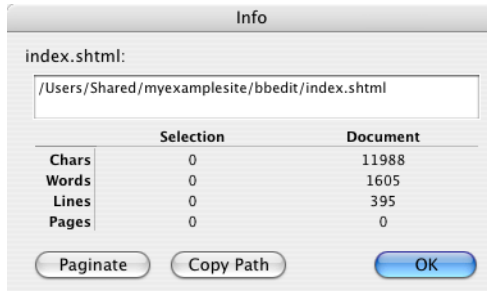 Info
index.shtml:
/Users/Shared/myexamplesite/bbedit/index.shtml
Selection Document
Chars 0 11988
Words 0 1605
Lines 0 395
Pages 0 0
Paginate Copy Path OK